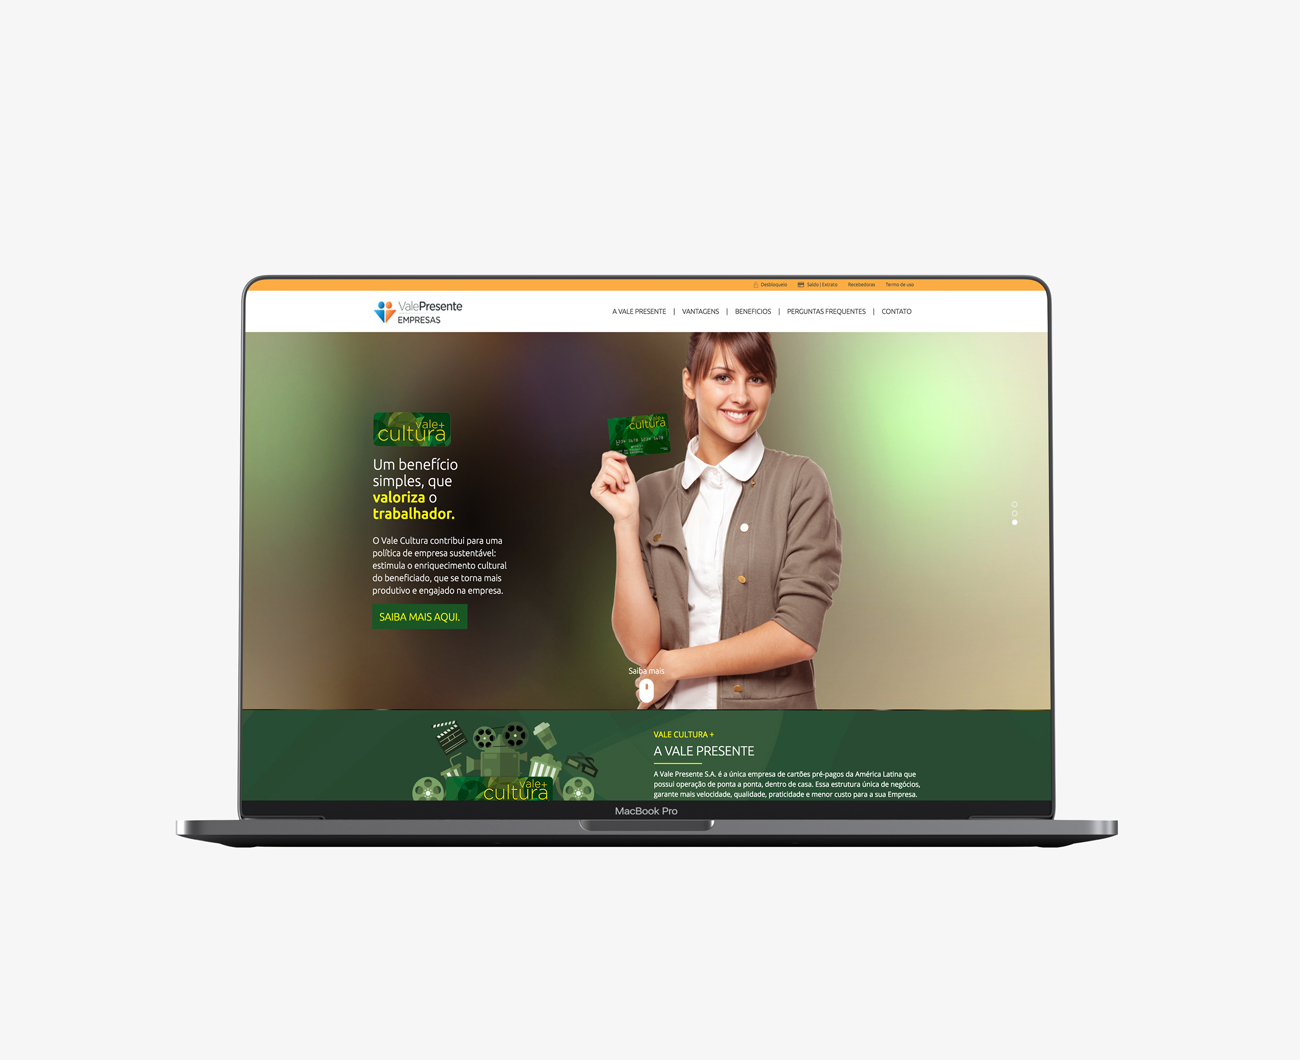 Desbloqueio Saldo | Extrato Recebedoras Termo de uso
ValePresente
EMPRESAS
A VALE PRESENTE | VANTAGENS | BENEFICIOS | PERGUNTAS FREQUENTES | CONTATO
vale+
cultura
Um benefício
simples, que
valoriza o
trabalhador.
O Vale Cultura contribui para uma
política de empresa sustentável:
estimula o enriquecimento cultural
do beneficiado, que se torna mais
produtivo e engajado na empresa.
SAIBA MAIS AQUI.
vale+
cultura
1234 5678 1234 5678
Saiba mais
vale+
cultura
VALE CULTURA +
A VALE PRESENTE
A Vale Presente S.A. é a única empresa de cartões pré-pagos da América Latina que
possui operação de ponta a ponta, dentro de casa. Essa estrutura única de negócios,
garante mais velocidade, qualidade, praticidade e menor custo para a sua Empresa.
MacBook Pro